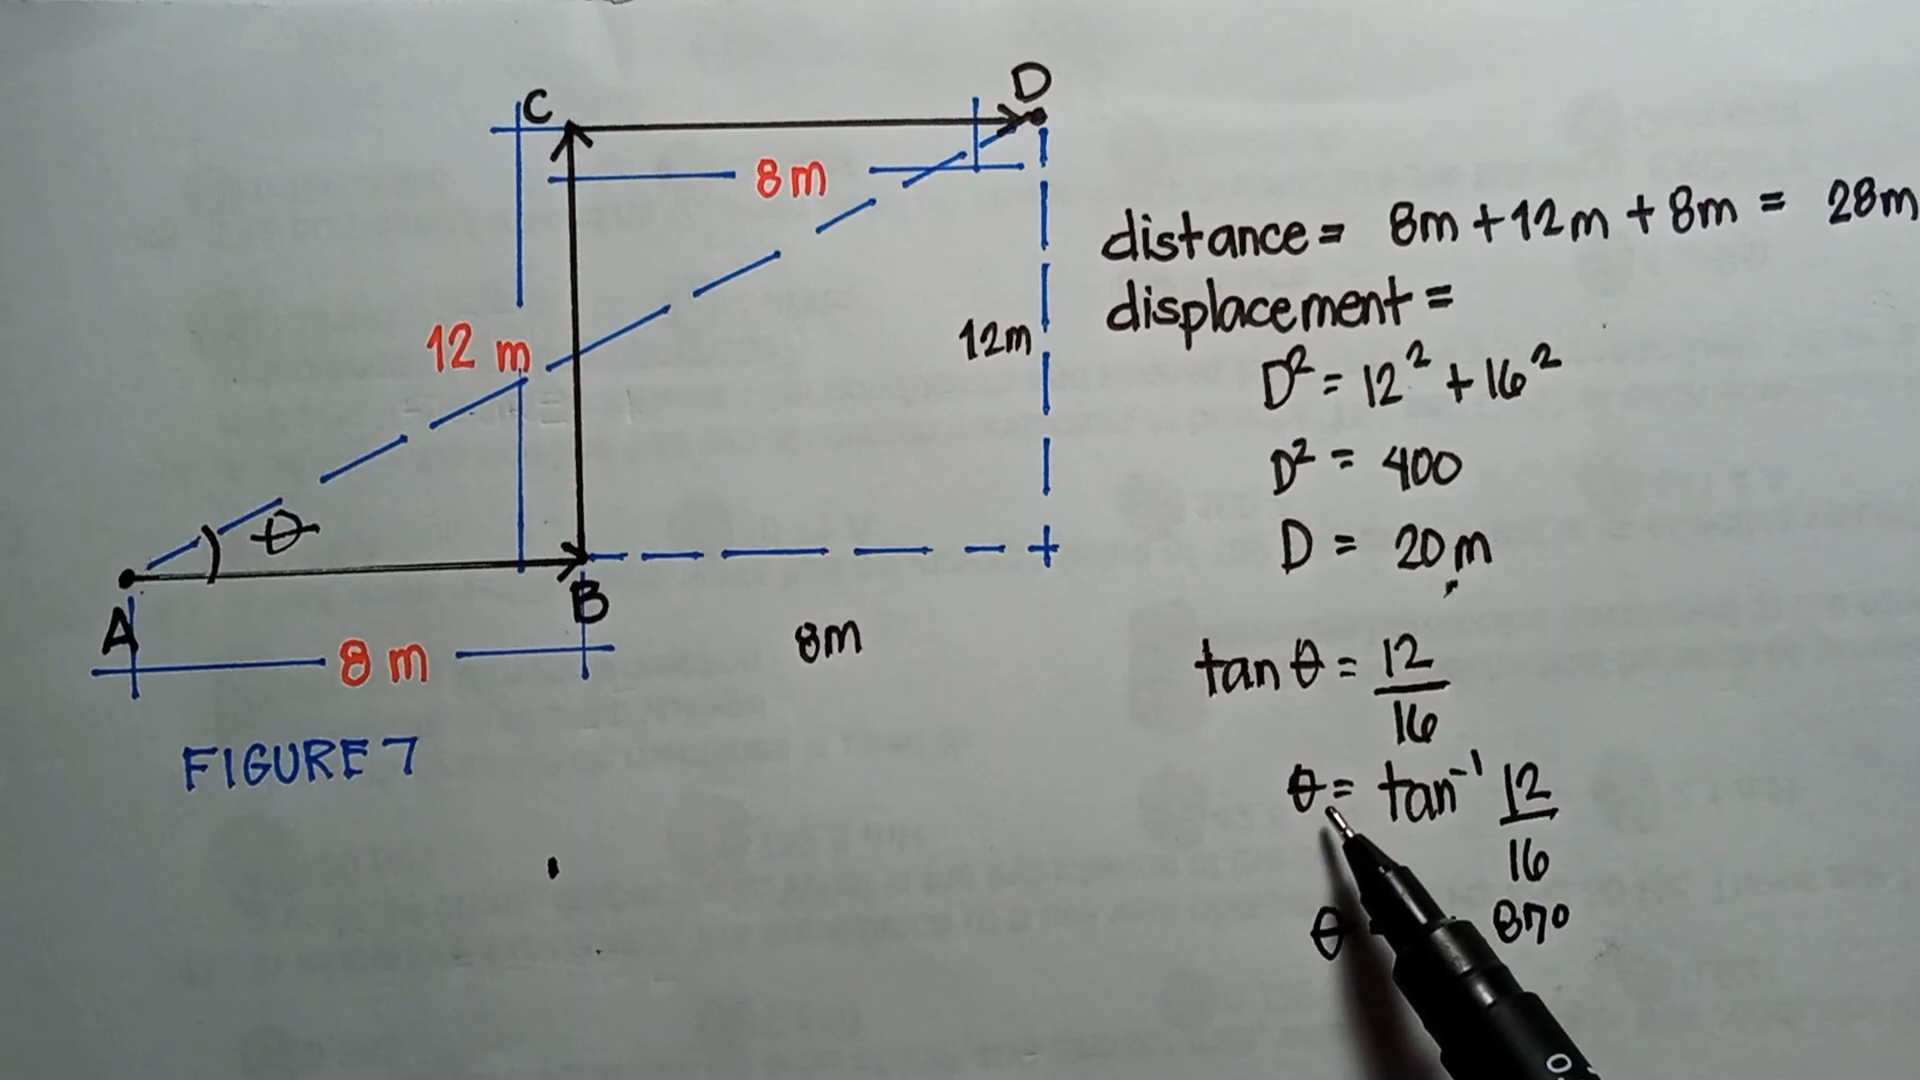 C
D
8m
12 m
12m
θ
A
B
8 m
8m
FIGURE 7
distance = 8m + 12m + 8m = 28m
displacement =
D² = 12² + 16²
D² = 400
D = 20m
tan θ = 12/16
θ = tan⁻¹ 12/16
θ 87°